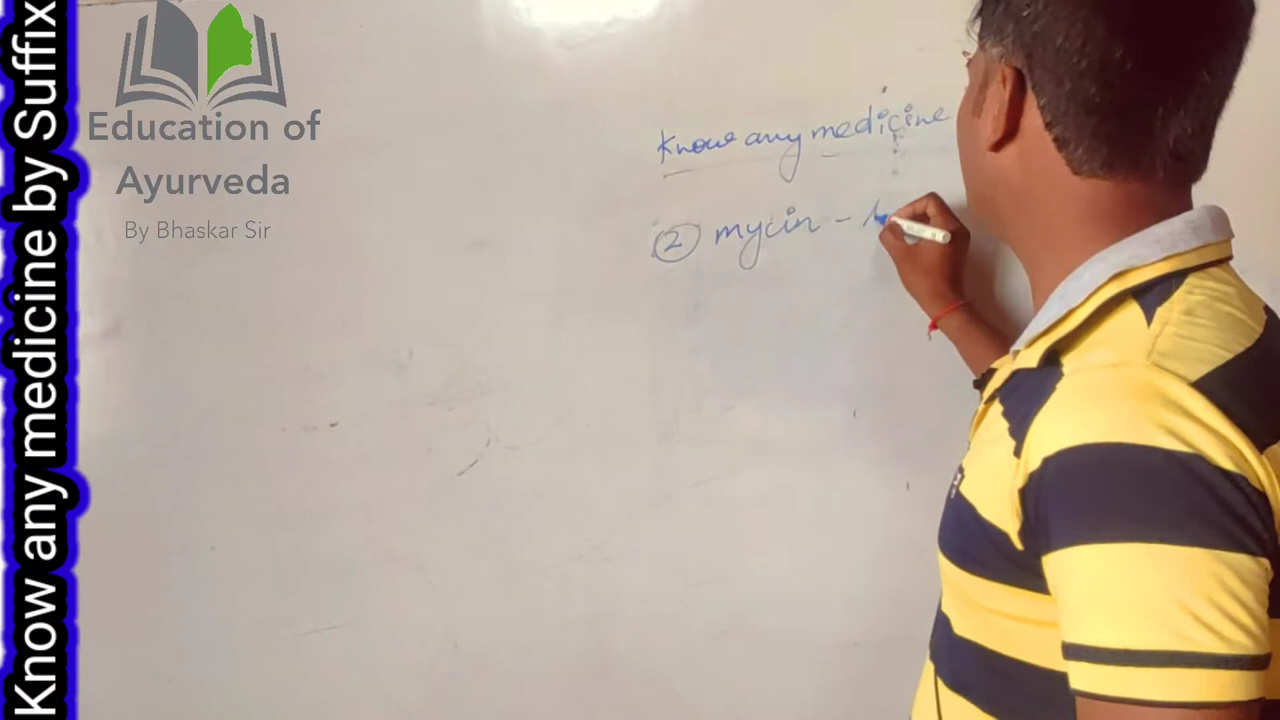 Know any medicine by Suffix
Education of
Ayurveda
By Bhaskar Sir
Know any medicine
② mycin -